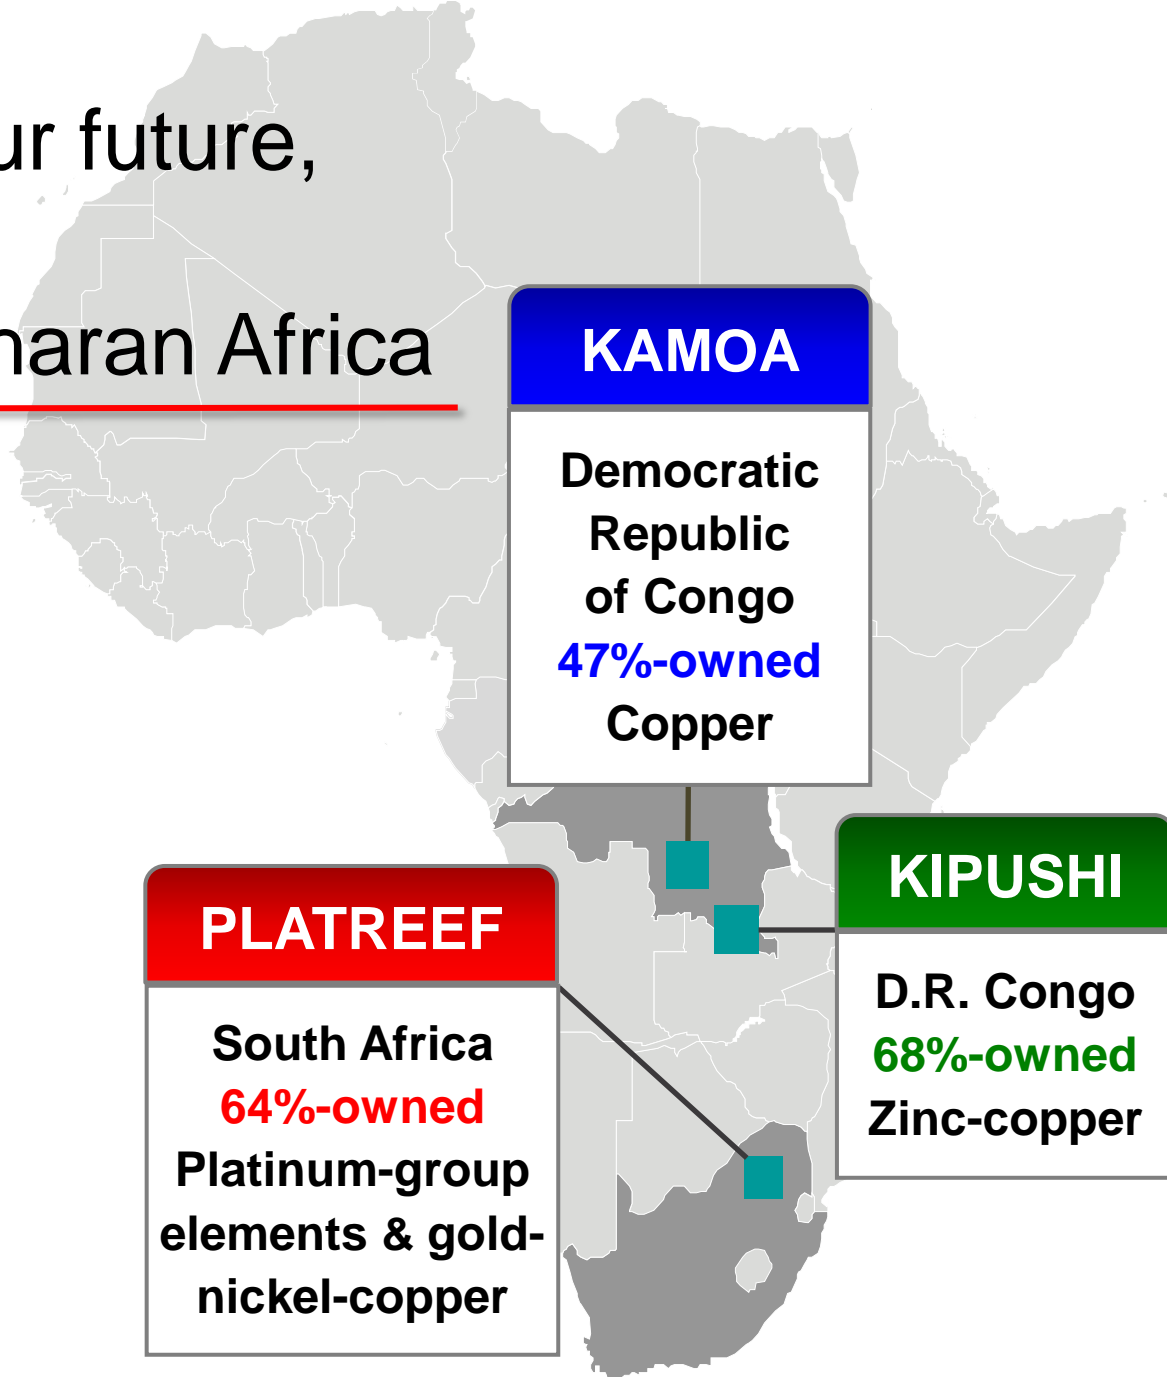 ur future,
haran Africa
KAMOA
Democratic
Republic
of Congo
47%-owned
Copper
KIPUSHI
D.R. Congo
68%-owned
Zinc-copper
PLATREEF
South Africa
64%-owned
Platinum-group
elements & gold-
nickel-copper